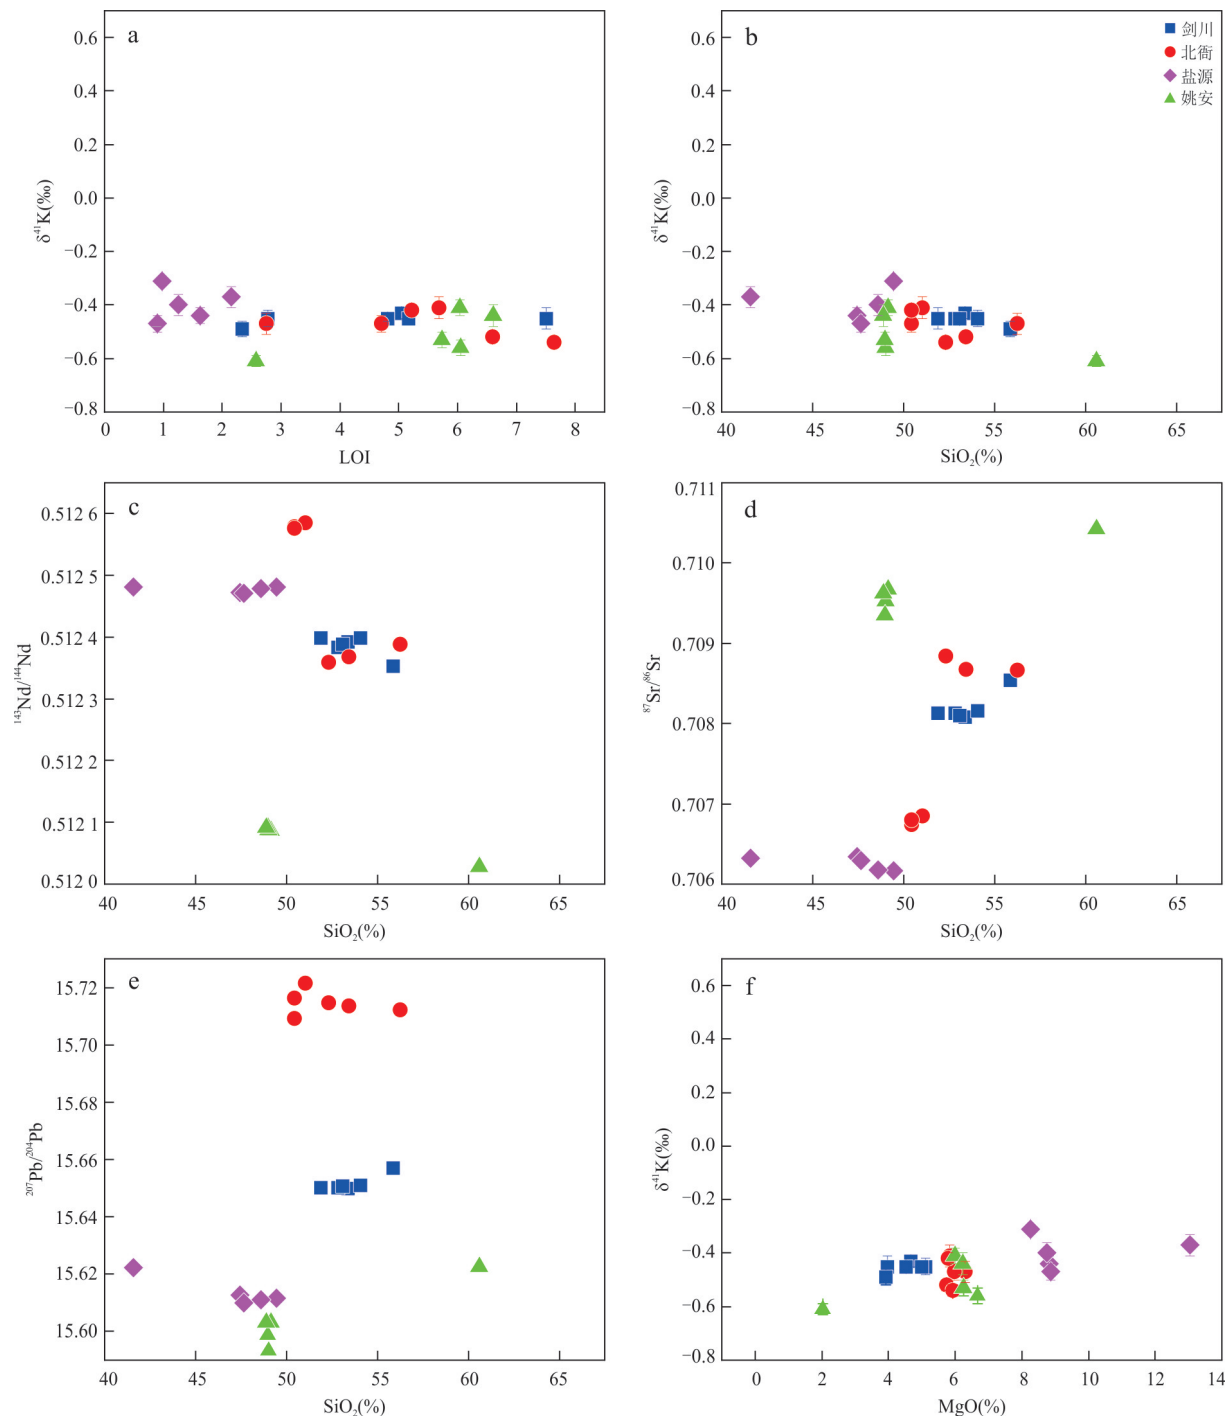 a
0.6
0.4
0.2
0.0
−0.2
−0.4
−0.6
−0.8
δ⁴¹K(‰)
0 1 2 3 4 5 6 7 8
LOI
b
剑川
北衙
盐源
姚安
0.6
0.4
0.2
0.0
−0.2
−0.4
−0.6
−0.8
δ⁴¹K(‰)
40 45 50 55 60 65
SiO₂(%)
c
0.512 6
0.512 5
0.512 4
0.512 3
0.512 2
0.512 1
0.512 0
¹⁴³Nd/¹⁴⁴Nd
40 45 50 55 60 65
SiO₂(%)
d
0.711
0.710
0.709
0.708
0.707
0.706
⁸⁷Sr/⁸⁶Sr
40 45 50 55 60 65
SiO₂(%)
e
15.72
15.70
15.68
15.66
15.64
15.62
15.60
²⁰⁷Pb/²⁰⁴Pb
40 45 50 55 60 65
SiO₂(%)
f
0.6
0.4
0.2
0.0
−0.2
−0.4
−0.6
−0.8
δ⁴¹K(‰)
0 2 4 6 8 10 12 14
MgO(%)